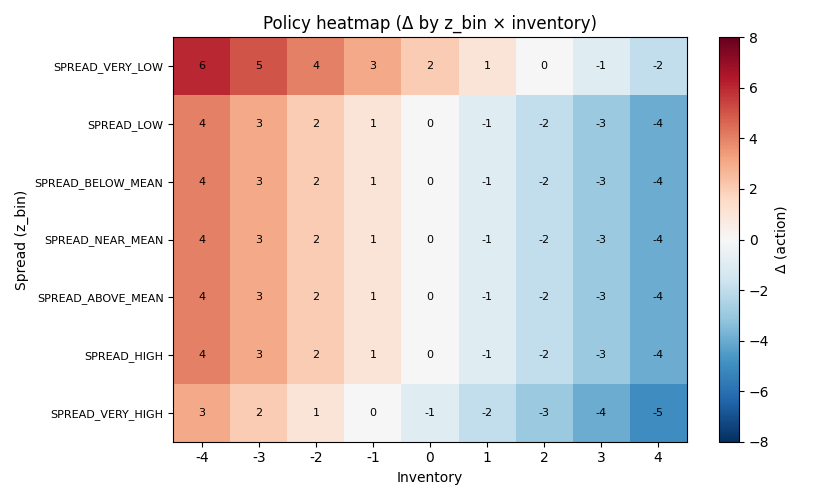 Policy heatmap (Δ by z_bin × inventory)
Spread (z_bin)
SPREAD_VERY_LOW 6 5 4 3 2 1 0 -1 -2
SPREAD_LOW 4 3 2 1 0 -1 -2 -3 -4
SPREAD_BELOW_MEAN 4 3 2 1 0 -1 -2 -3 -4
SPREAD_NEAR_MEAN 4 3 2 1 0 -1 -2 -3 -4
SPREAD_ABOVE_MEAN 4 3 2 1 0 -1 -2 -3 -4
SPREAD_HIGH 4 3 2 1 0 -1 -2 -3 -4
SPREAD_VERY_HIGH 3 2 1 0 -1 -2 -3 -4 -5
-4 -3 -2 -1 0 1 2 3 4
Inventory
8
6
4
2
0
−2
−4
−6
−8
Δ (action)